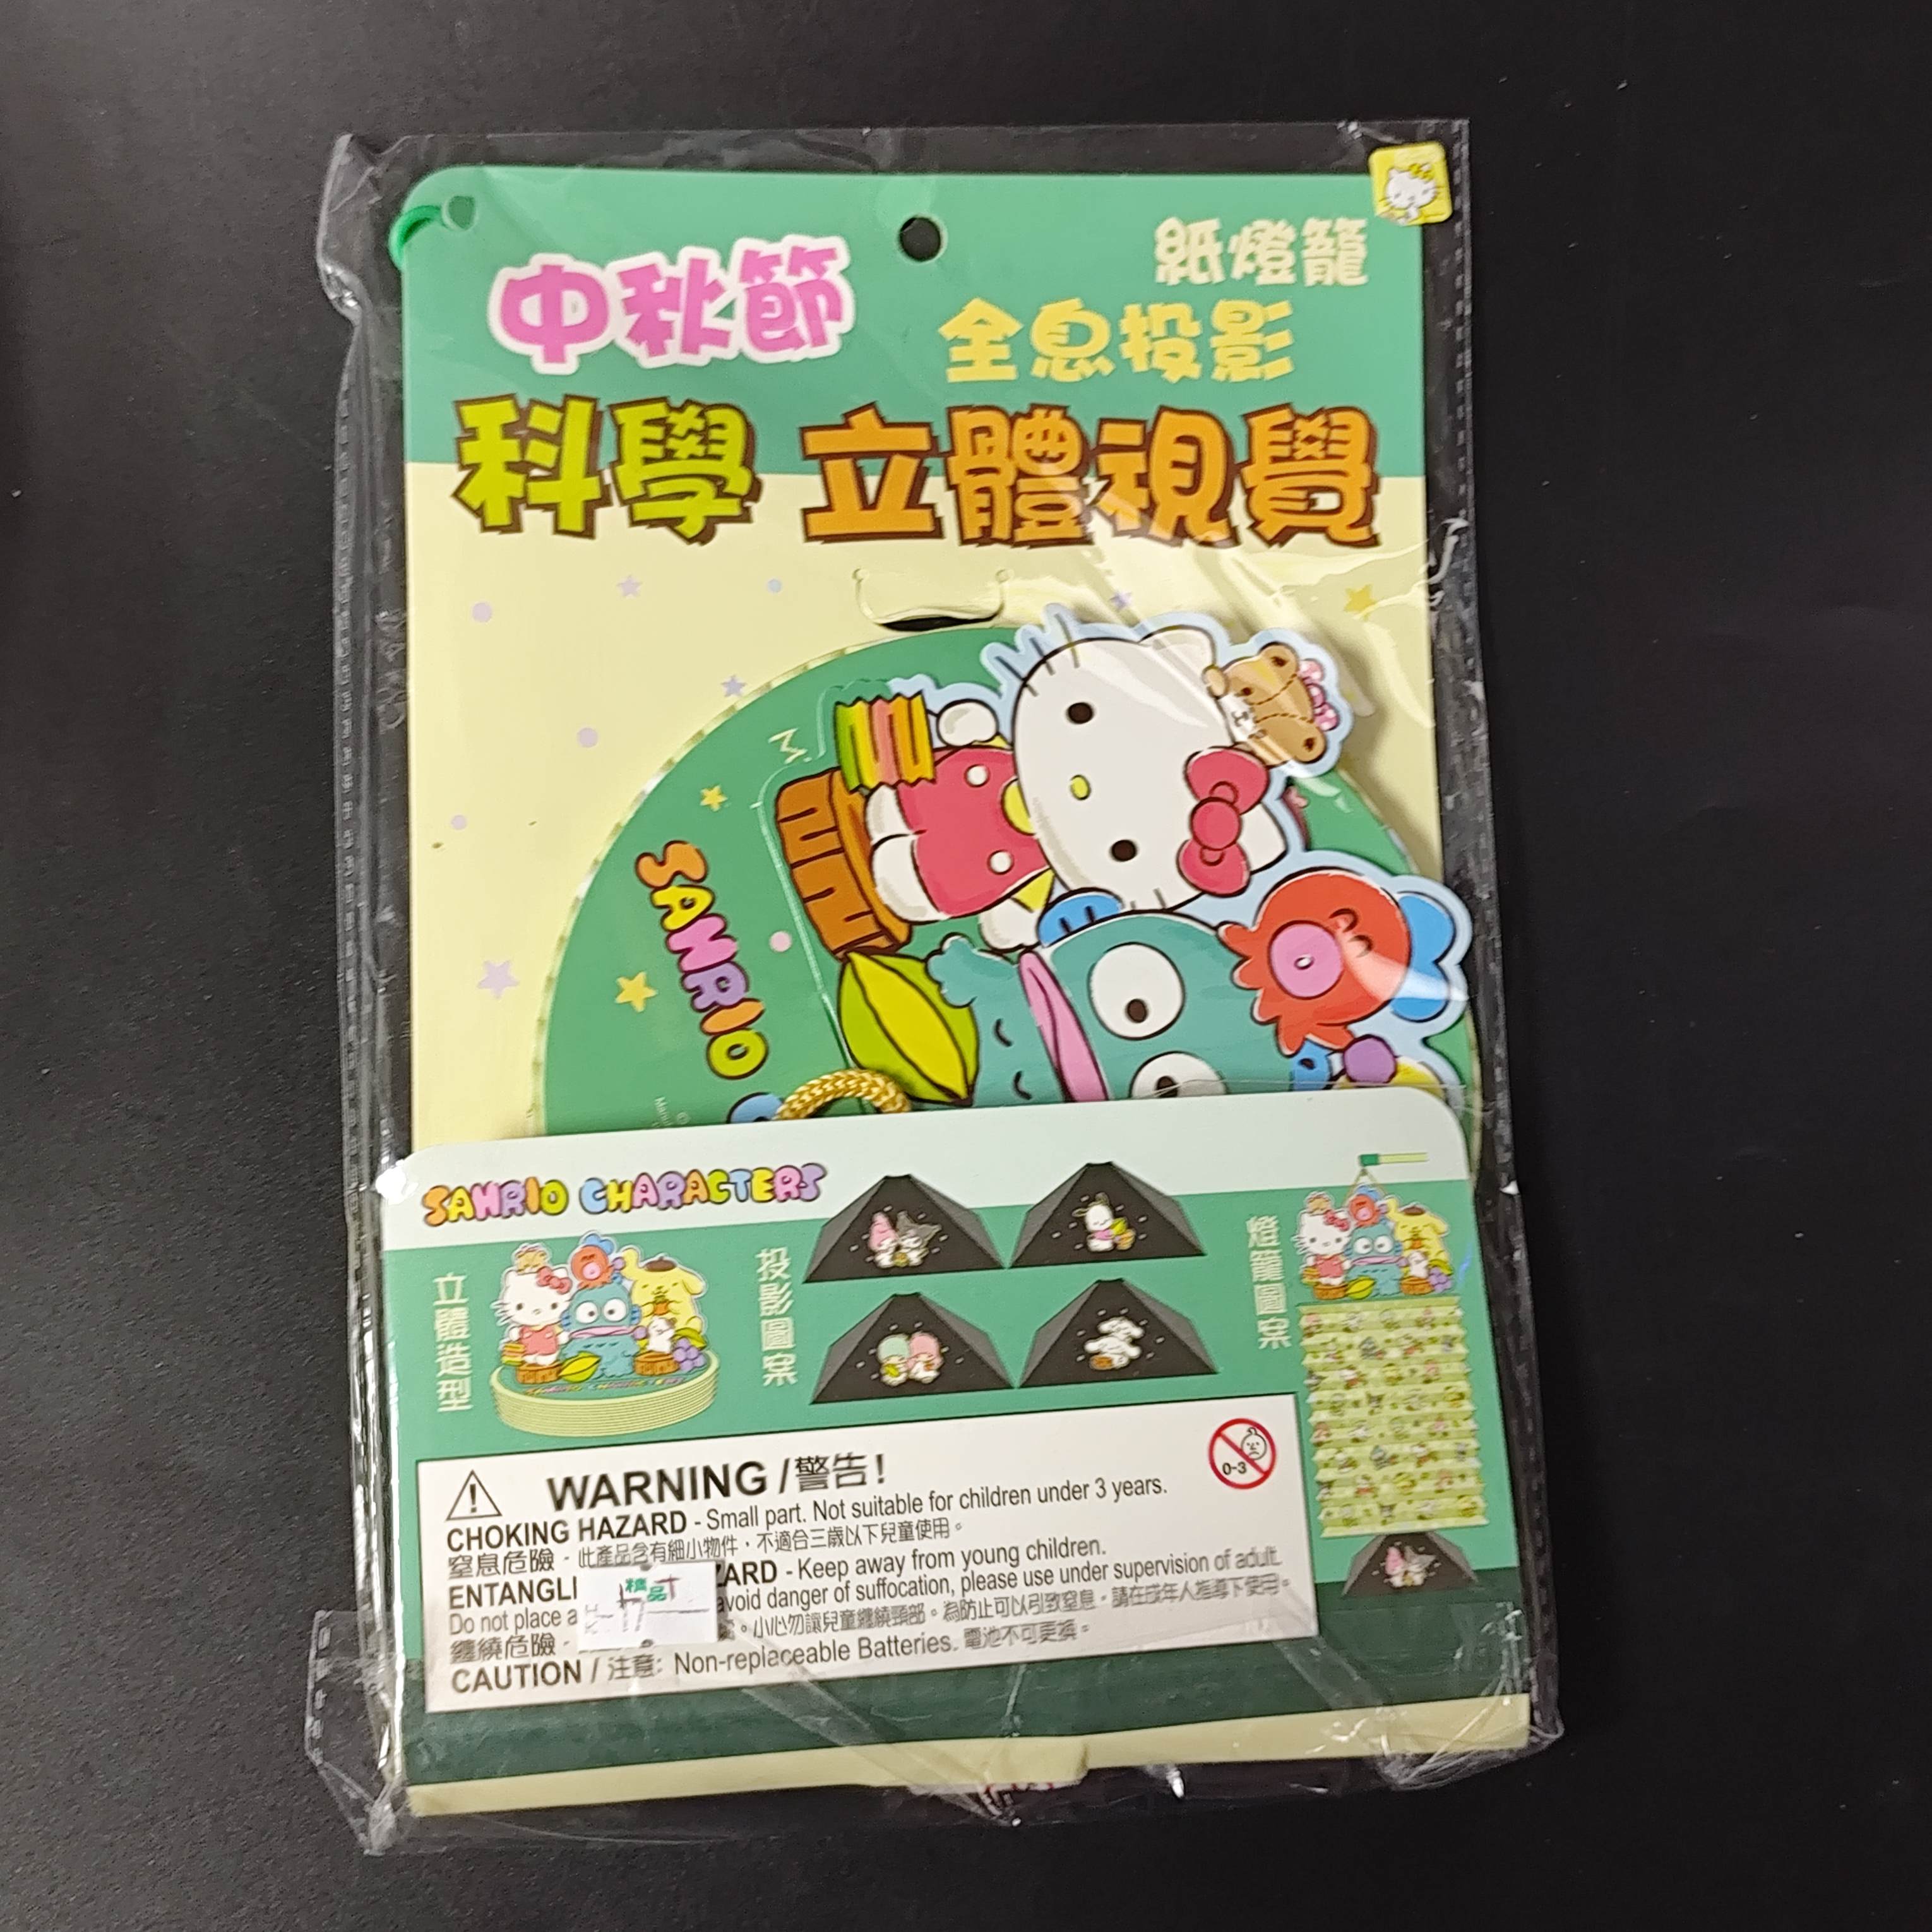 紙燈籠
中秋節
全息投影
科學 立體視覺
SANRIO
SANRIO CHARACTERS
立體造型
投影圖案
燈籠圖案
WARNING /警告!
0-3
CHOKING HAZARD - Small part. Not suitable for children under 3 years.
窒息危險 - 此產品含有細小物件，不適合三歲以下兒童使用。
ENTANGLE ZARD - Keep away from young children.
Do not place a avoid danger of suffocation, please use under supervision of adult.
纏繞危險 - 。小心勿讓兒童纏繞頸部。為防止可以引致窒息，請在成年人指導下使用。
CAUTION / 注意: Non-replaceable Batteries. 電池不可更換。